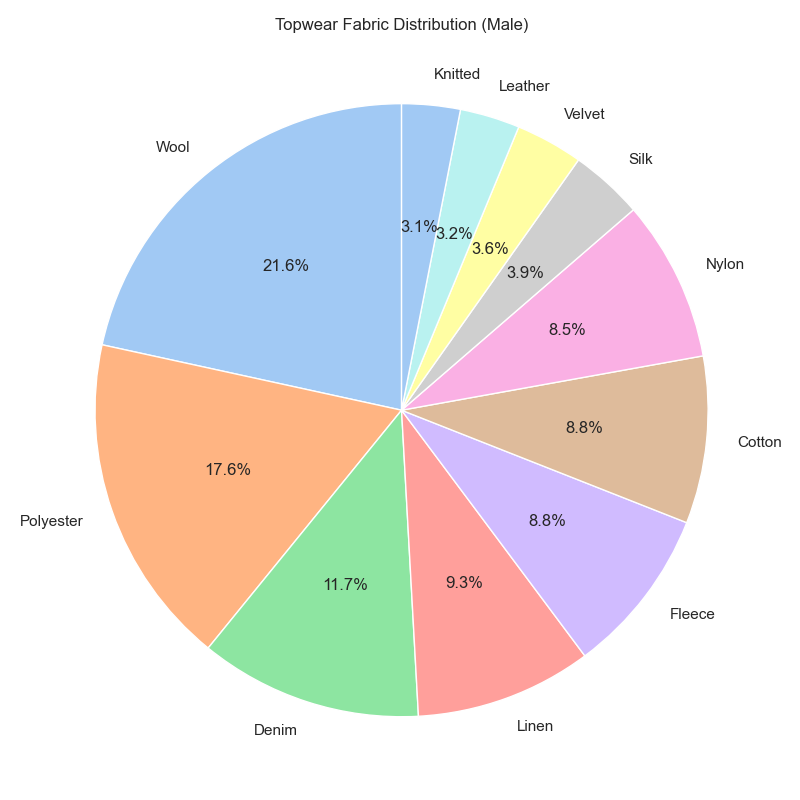 Topwear Fabric Distribution (Male)
Knitted
Leather
Velvet
Silk
Wool
Nylon
Cotton
Polyester
Fleece
Linen
Denim
3.1%
3.2%
3.6%
3.9%
21.6%
8.5%
8.8%
17.6%
8.8%
9.3%
11.7%